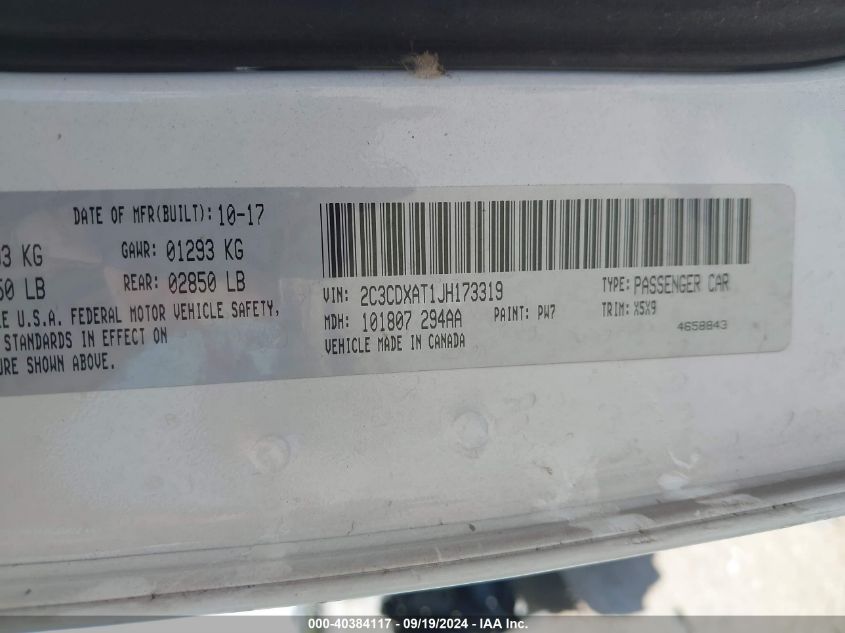 DATE OF MFR(BUILT): 10-17
3 KG GAWR: 01293 KG
50 LB REAR: 02850 LB
E U.S.A. FEDERAL MOTOR VEHICLE SAFETY,
STANDARDS IN EFFECT ON
URE SHOWN ABOVE.
VIN: 2C3CDXAT1JH173319 TYPE: PASSENGER CAR
MDH: 101807 294AA PAINT: PW7 TRIM: X5X9
VEHICLE MADE IN CANADA 4658843
000-40384117 - 09/19/2024 - IAA Inc.